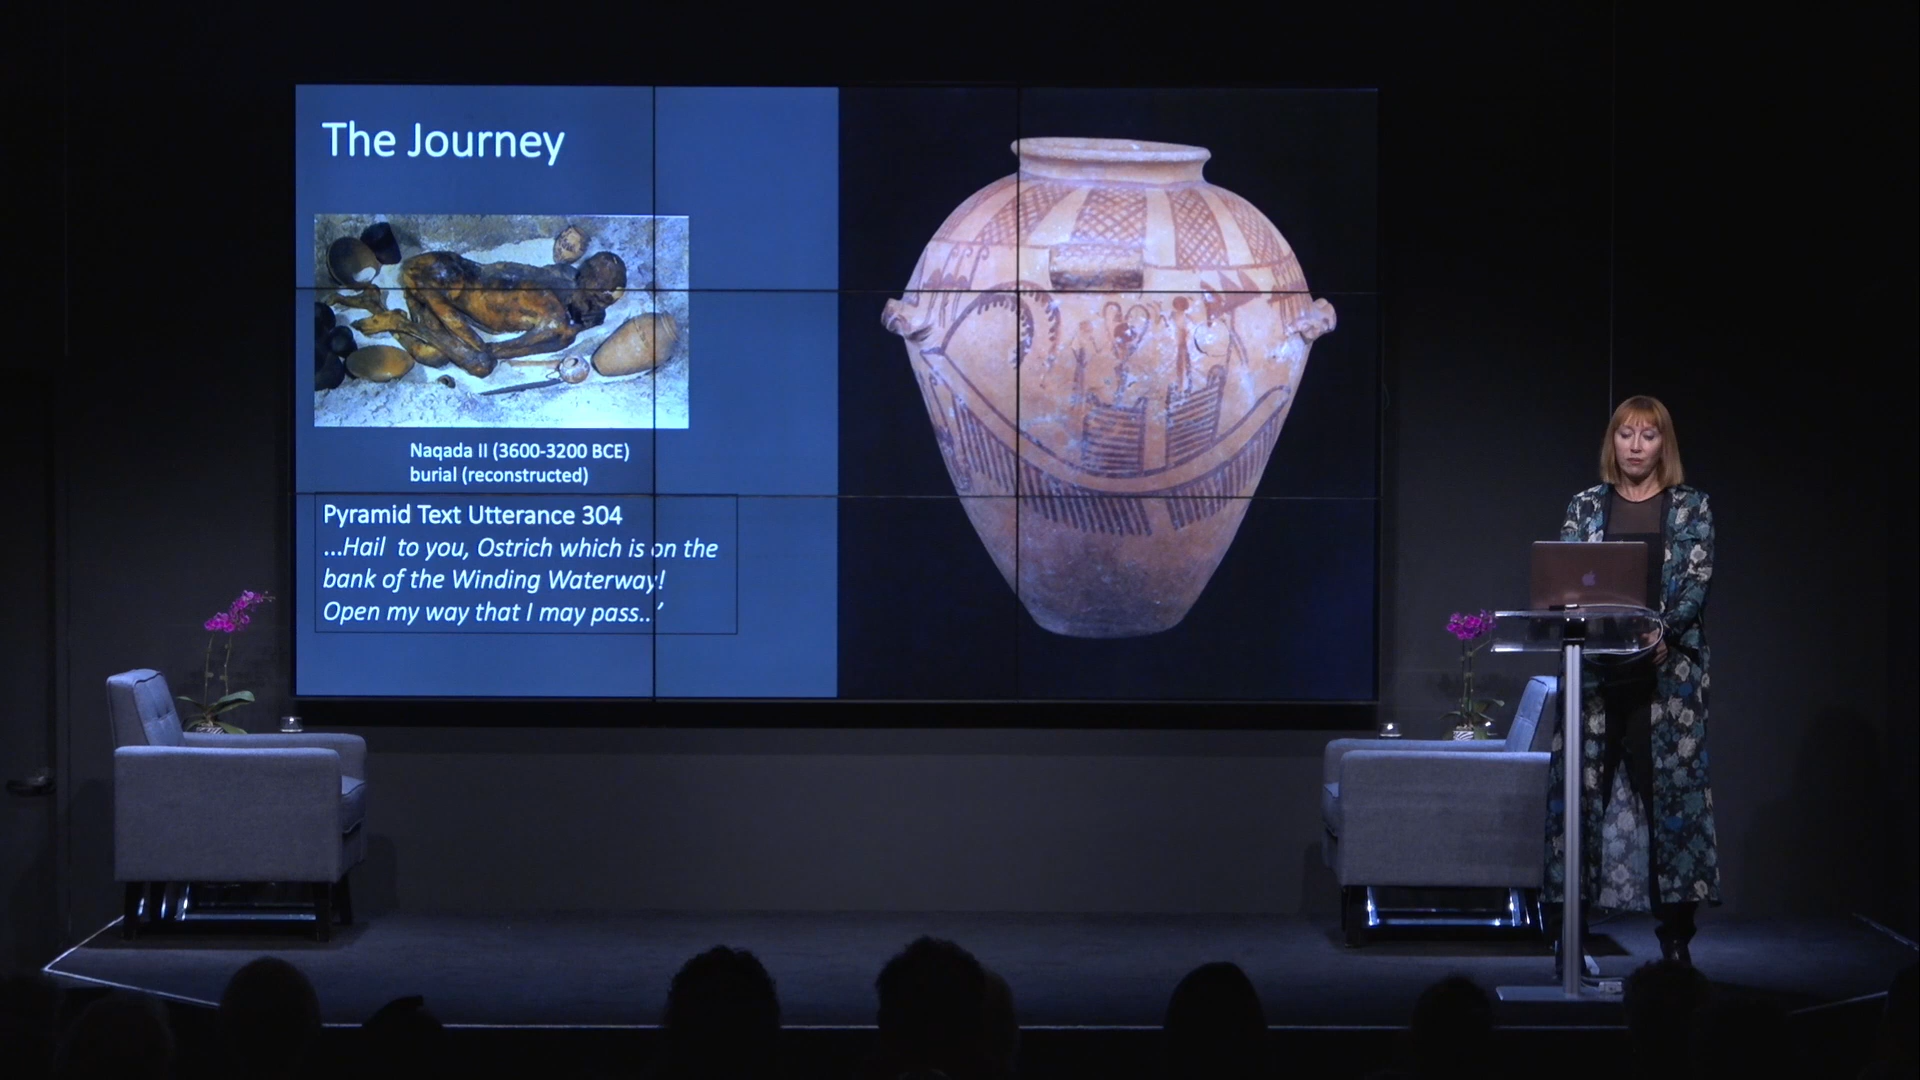 The Journey
Naqada II (3600-3200 BCE)
burial (reconstructed)
Pyramid Text Utterance 304
...Hail to you, Ostrich which is on the
bank of the Winding Waterway!
Open my way that I may pass..’